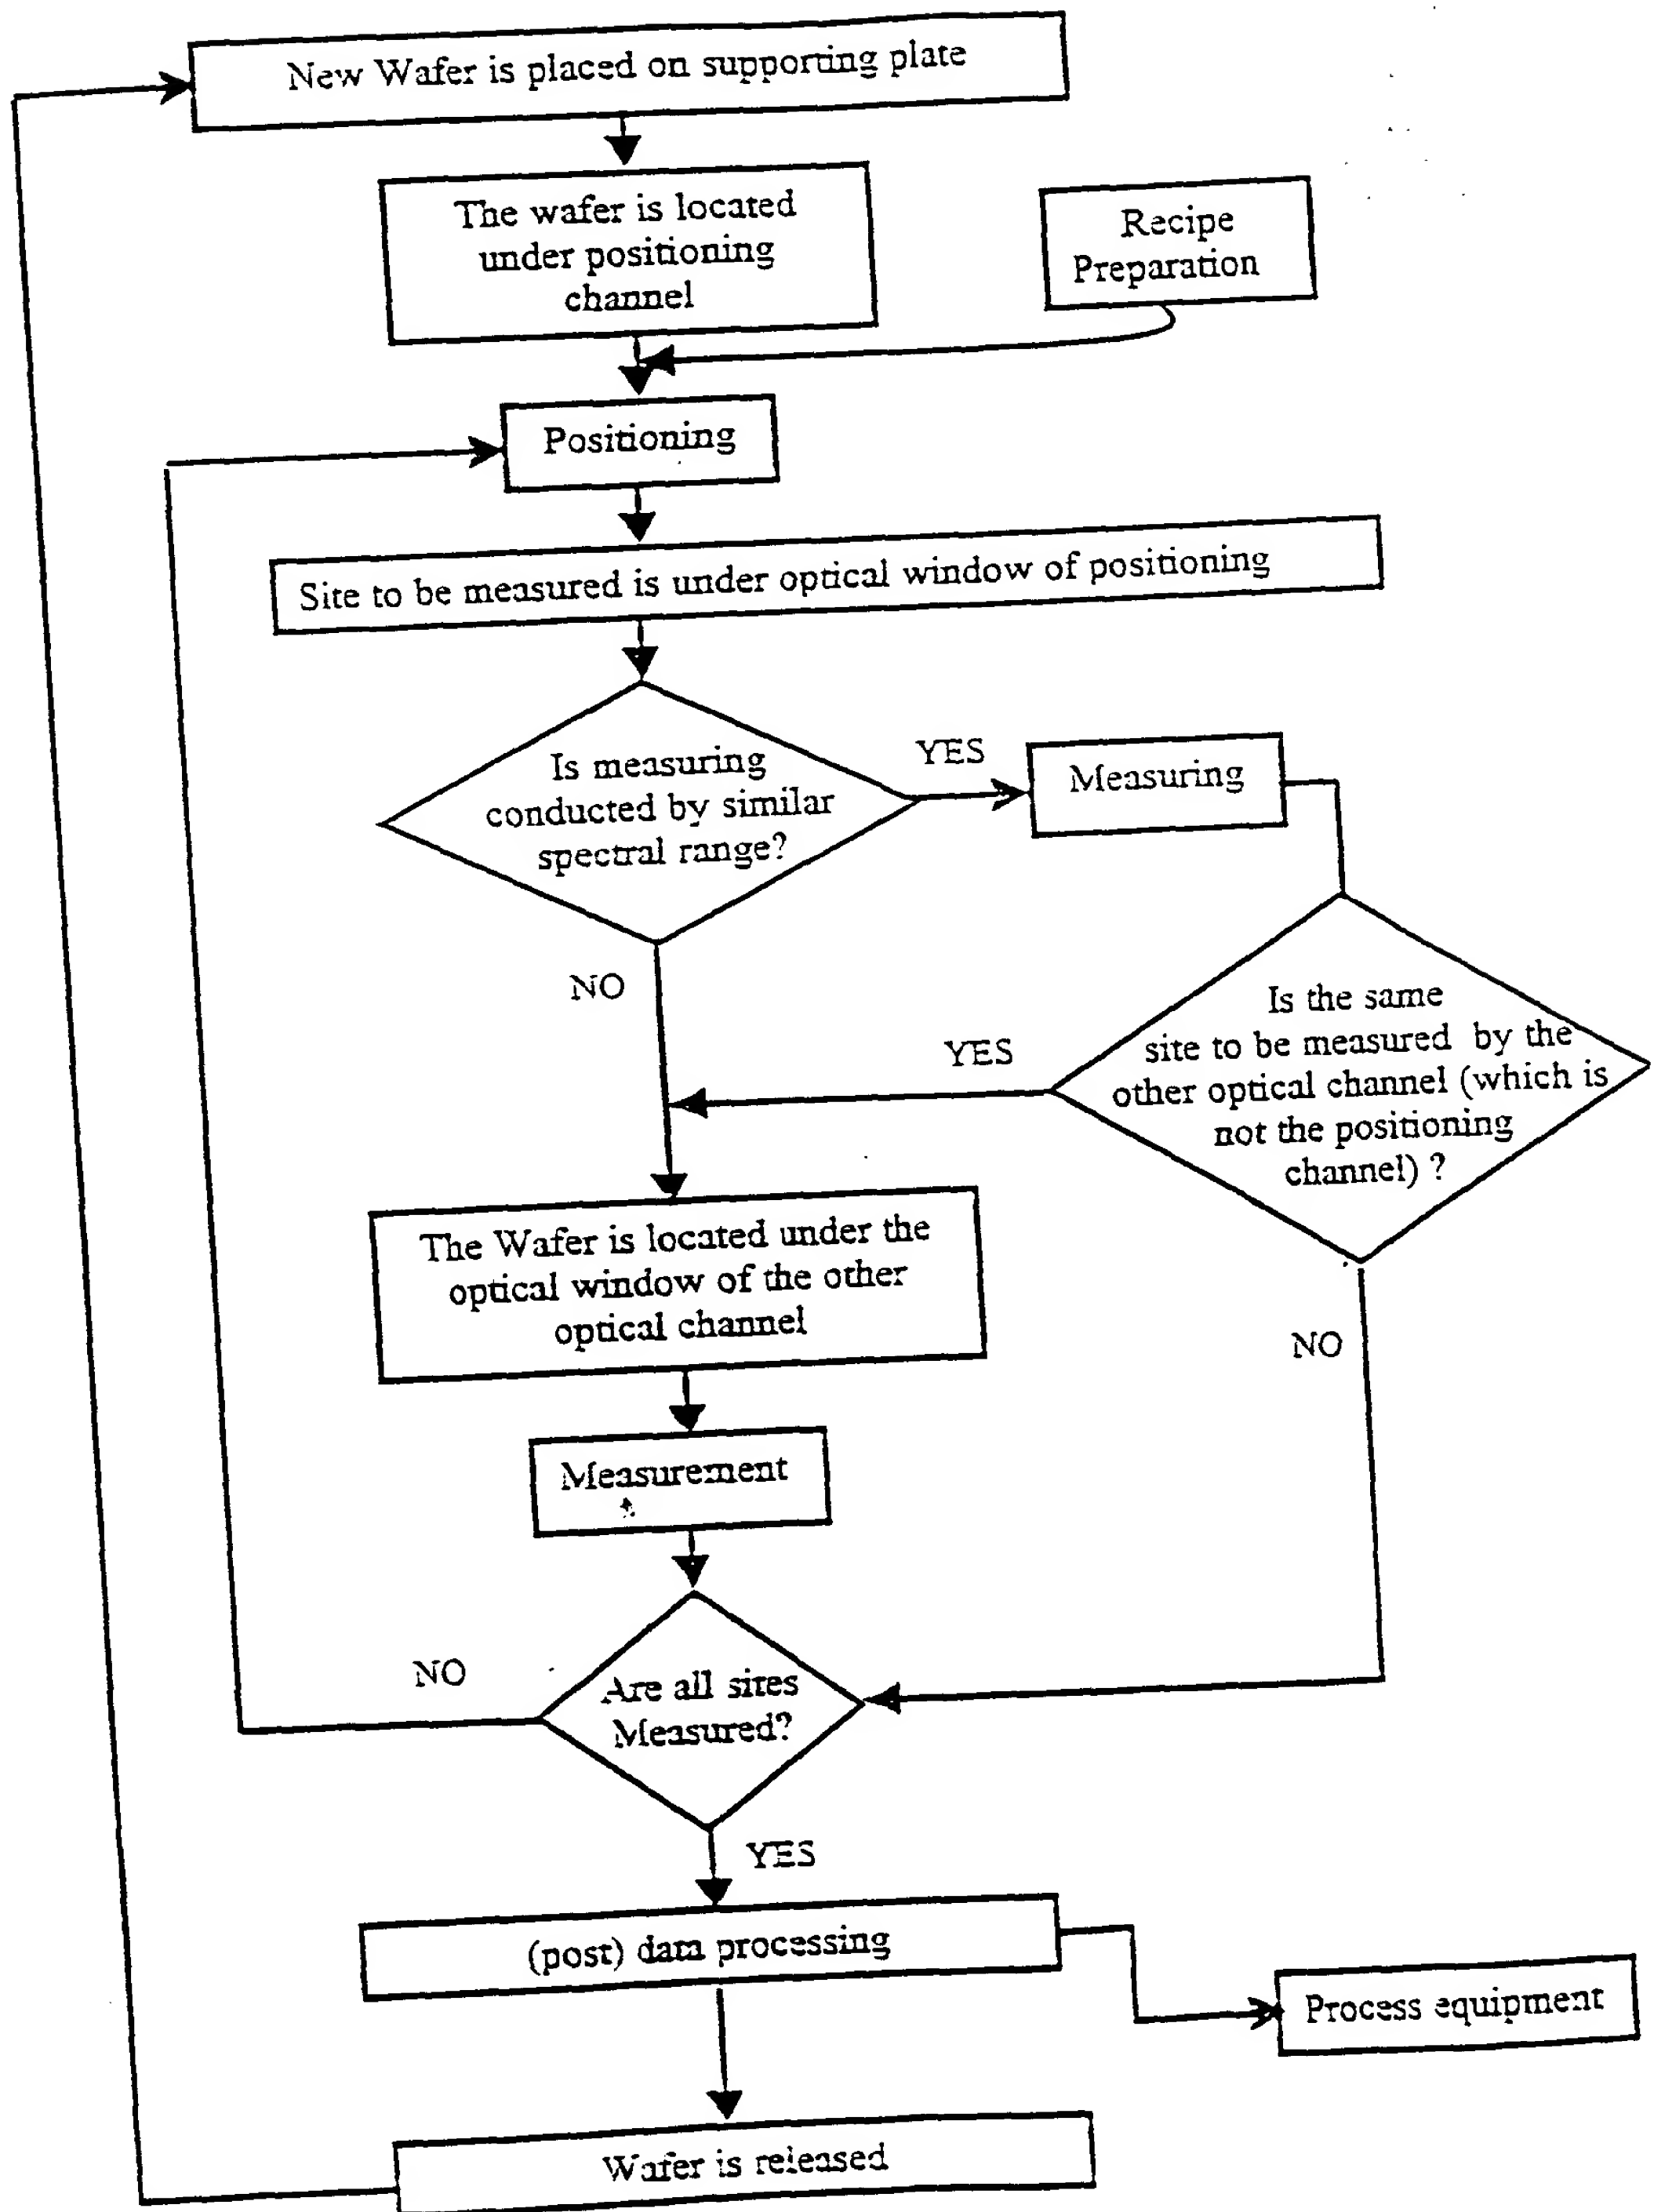 New Wafer is placed on supporting plate
The wafer is located
under positioning
channel
Recipe
Preparation
Positioning
Site to be measured is under optical window of positioning
Is measuring
conducted by similar
spectral range?
YES
Measuring
NO
Is the same
site to be measured by the
other optical channel (which is
not the positioning
channel) ?
YES
NO
The Wafer is located under the
optical window of the other
optical channel
Measurement
Are all sites
Measured?
NO
YES
(post) data processing
Process equipment
Wafer is released